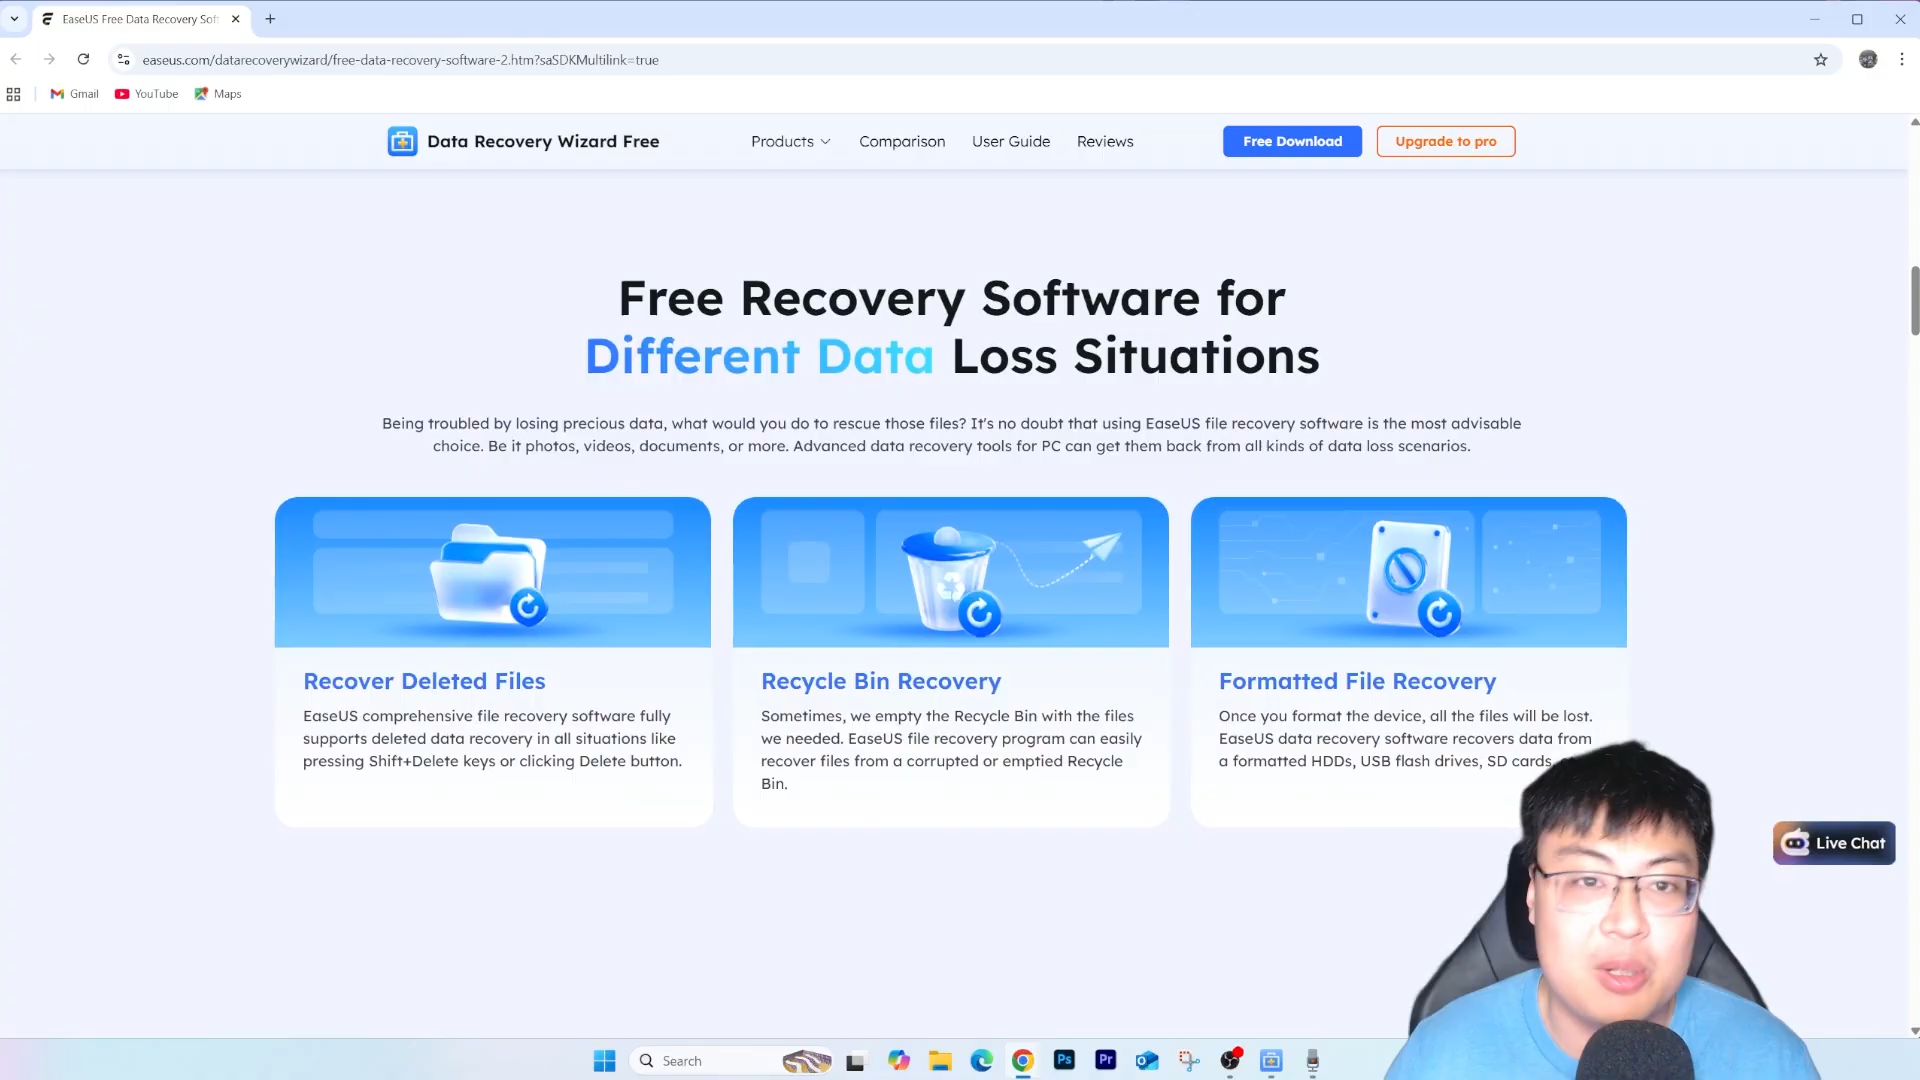 EaseUS Free Data Recovery Sof
easeus.com/datarecoverywizard/free-data-recovery-software-2.htm?saSDKMultilink=true
Gmail
YouTube
Maps
Data Recovery Wizard Free
Products
Comparison
User Guide
Reviews
Free Download
Upgrade to pro
Free Recovery Software for
Different Data Loss Situations
Being troubled by losing precious data, what would you do to rescue those files? It's no doubt that using EaseUS file recovery software is the most advisable
choice. Be it photos, videos, documents, or more. Advanced data recovery tools for PC can get them back from all kinds of data loss scenarios.
Recover Deleted Files
EaseUS comprehensive file recovery software fully
supports deleted data recovery in all situations like
pressing Shift+Delete keys or clicking Delete button.
Recycle Bin Recovery
Sometimes, we empty the Recycle Bin with the files
we needed. EaseUS file recovery program can easily
recover files from a corrupted or emptied Recycle
Bin.
Formatted File Recovery
Once you format the device, all the files will be lost.
EaseUS data recovery software recovers data from
a formatted HDDs, USB flash drives, SD cards,
Live Chat
Search
Ps
Pr